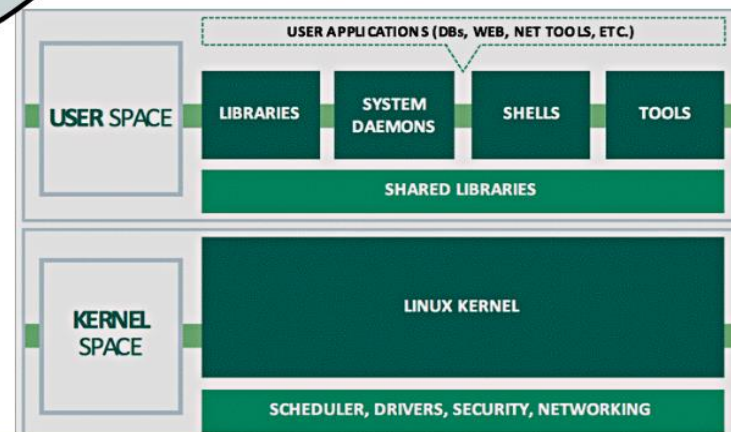 USER APPLICATIONS (DBs, WEB, NET TOOLS, ETC.)
USER SPACE
LIBRARIES
SYSTEM
DAEMONS
SHELLS
TOOLS
SHARED LIBRARIES
KERNEL
SPACE
LINUX KERNEL
SCHEDULER, DRIVERS, SECURITY, NETWORKING